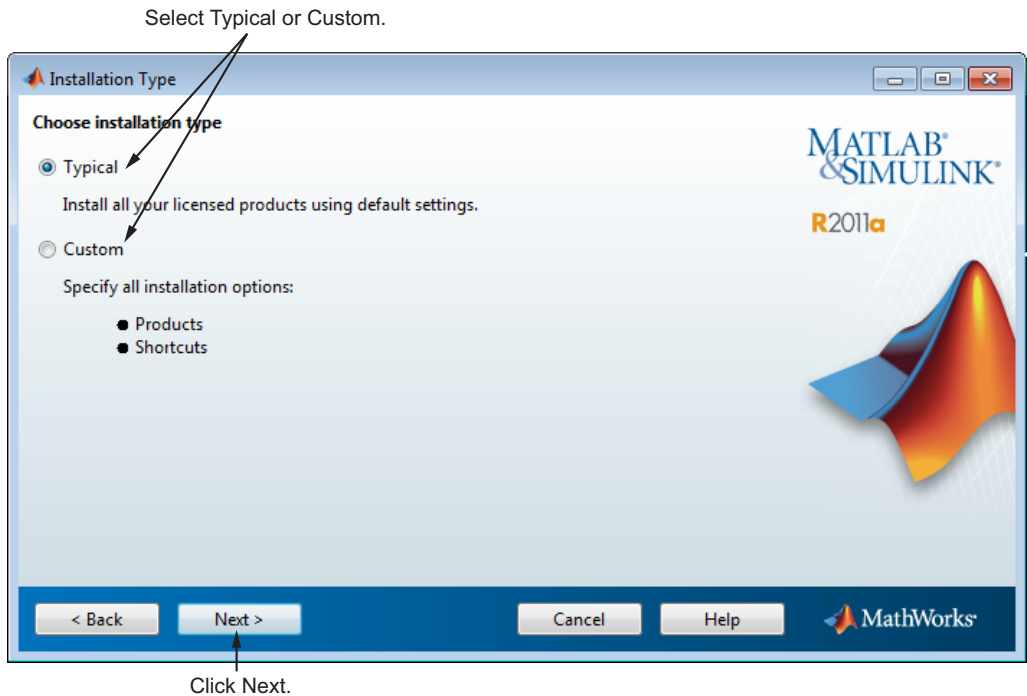 Select Typical or Custom.
Installation Type
Choose installation type
Typical
Install all your licensed products using default settings.
Custom
Specify all installation options:
● Products
● Shortcuts
MATLAB®
&SIMULINK®
R2011a
< Back
Next >
Cancel
Help
MathWorks®
Click Next.